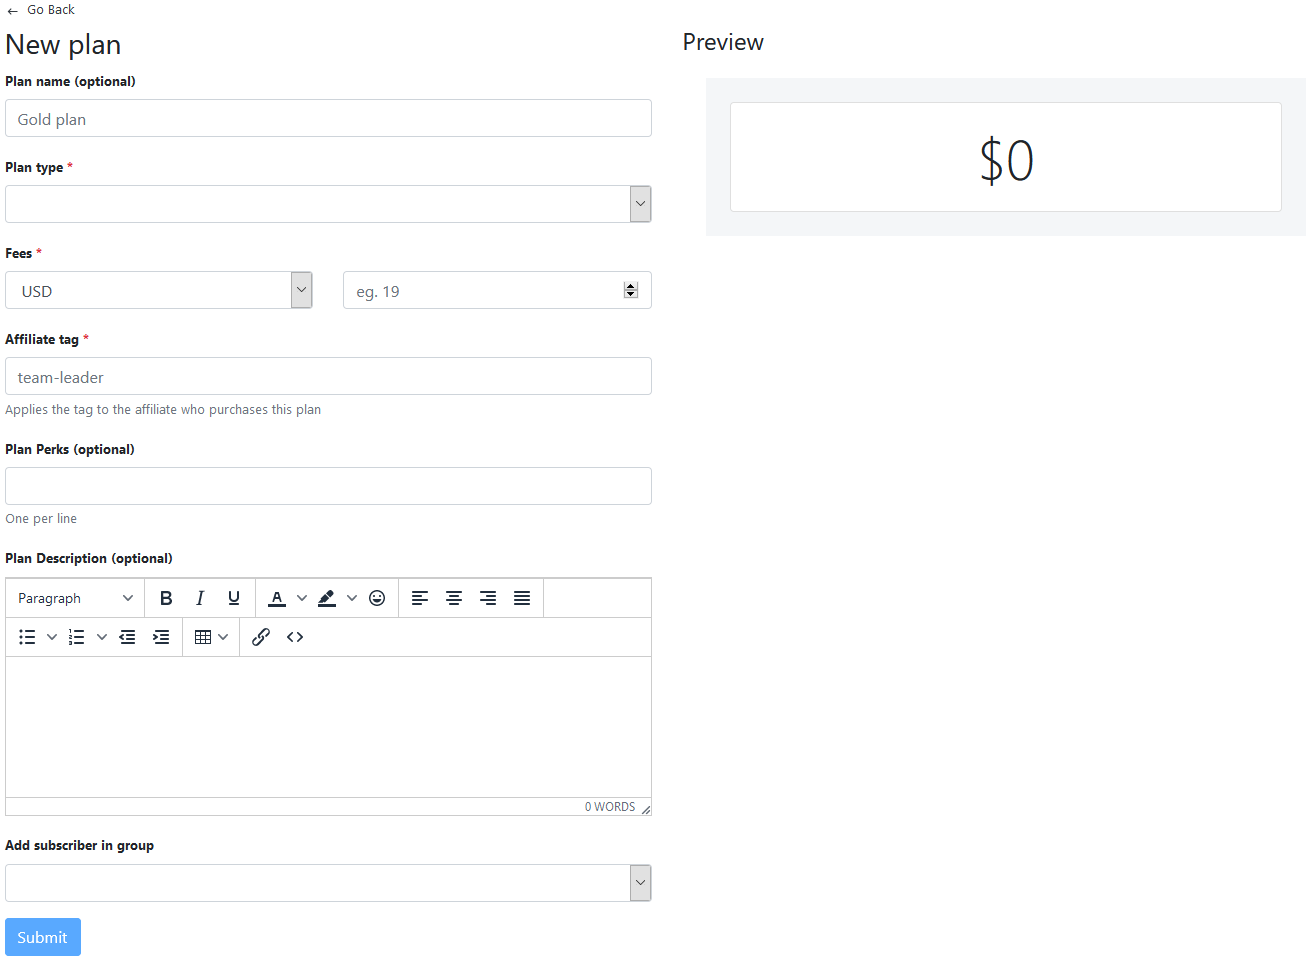 ← Go Back
New plan
Plan name (optional)
Gold plan
Plan type *
Fees *
USD
eg. 19
Affiliate tag *
team-leader
Applies the tag to the affiliate who purchases this plan
Plan Perks (optional)
One per line
Plan Description (optional)
Paragraph
B I U A
0 WORDS
Add subscriber in group
Submit
Preview
$0